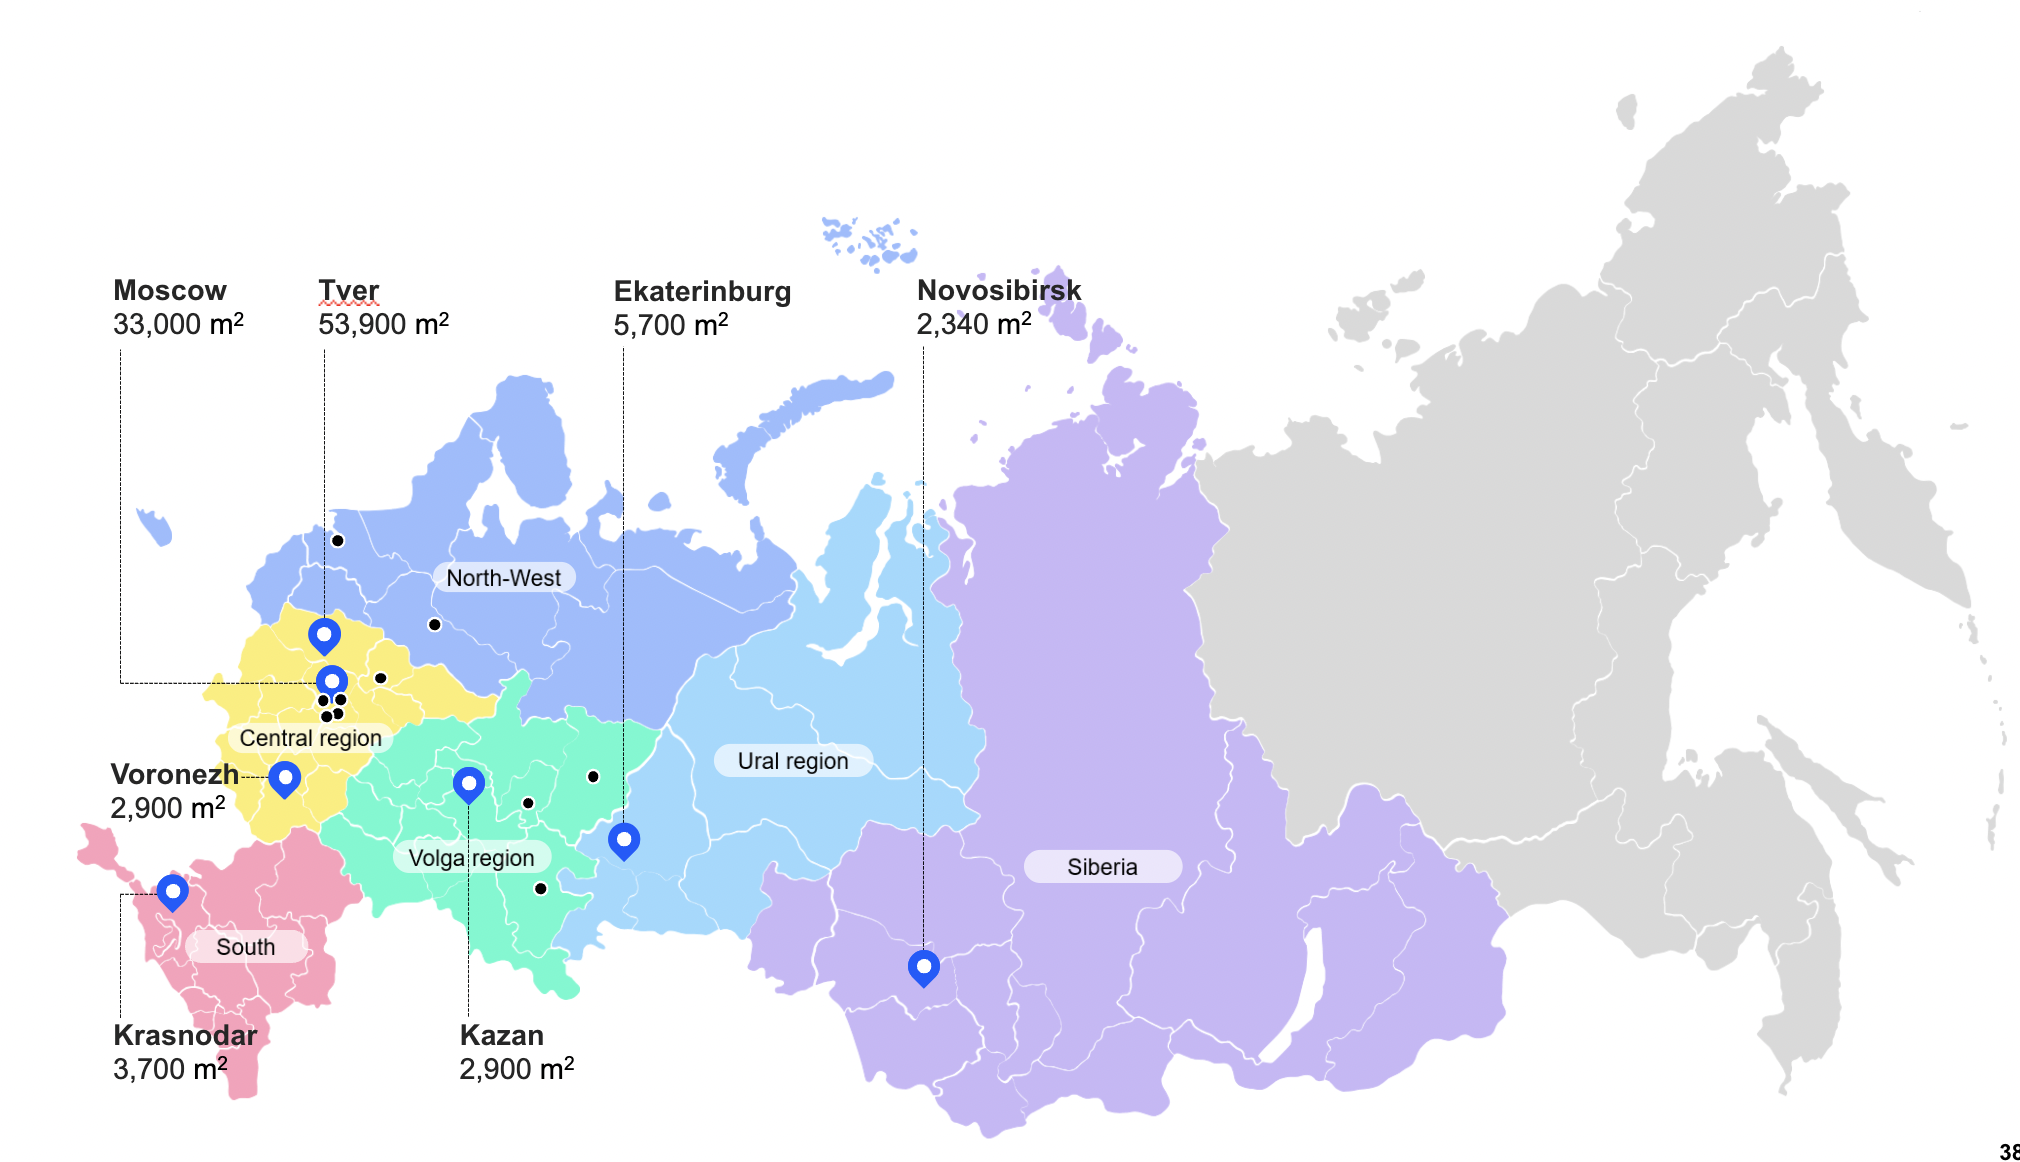 Moscow
33,000 m²
Tver
53,900 m²
Ekaterinburg
5,700 m²
Novosibirsk
2,340 m²
North-West
Central region
Ural region
Voronezh
2,900 m²
Volga region
Siberia
South
Krasnodar
3,700 m²
Kazan
2,900 m²
38